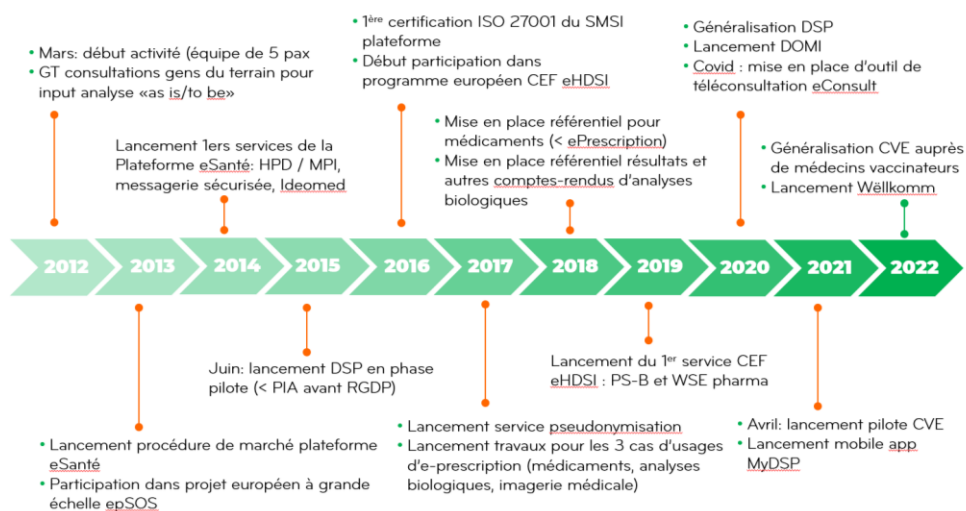 • Mars: début activité (équipe de 5 pax
• GT consultations gens du terrain pour
input analyse «as is/to be»
Lancement 1ers services de la
Plateforme eSanté: HPD / MPI,
messagerie sécurisée, Ideomed
• 1ère certification ISO 27001 du SMSI
plateforme
• Début participation dans
programme européen CEF eHDSI
• Mise en place référentiel pour
médicaments (< ePrescription)
• Mise en place référentiel résultats et
autres comptes-rendus d'analyses
biologiques
• Généralisation DSP
• Lancement DOMI
• Covid : mise en place d'outil de
téléconsultation eConsult
• Généralisation CVE auprès
de médecins vaccinateurs
• Lancement Wëllkomm
2012
2013
2014
2015
2016
2017
2018
2019
2020
2021
2022
• Lancement procédure de marché plateforme
eSanté
• Participation dans projet européen à grande
échelle epSOS
Juin: lancement DSP en phase
pilote (< PIA avant RGDP)
• Lancement service pseudonymisation
• Lancement travaux pour les 3 cas d'usages
d'e-prescription (médicaments, analyses
biologiques, imagerie médicale)
Lancement du 1er service CEF
eHDSI : PS-B et WSE pharma
• Avril: lancement pilote CVE
• Lancement mobile app
MyDSP